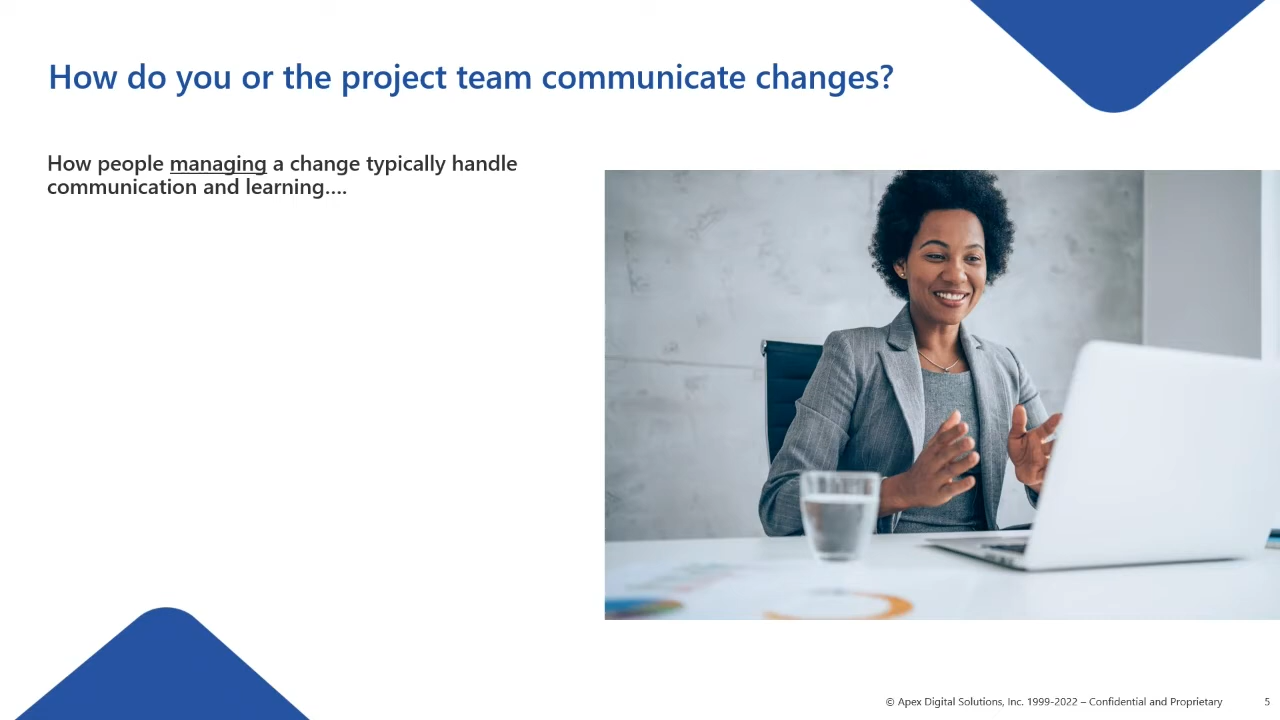 How do you or the project team communicate changes?
How people managing a change typically handle
communication and learning....
© Apex Digital Solutions, Inc. 1999-2022 – Confidential and Proprietary
5